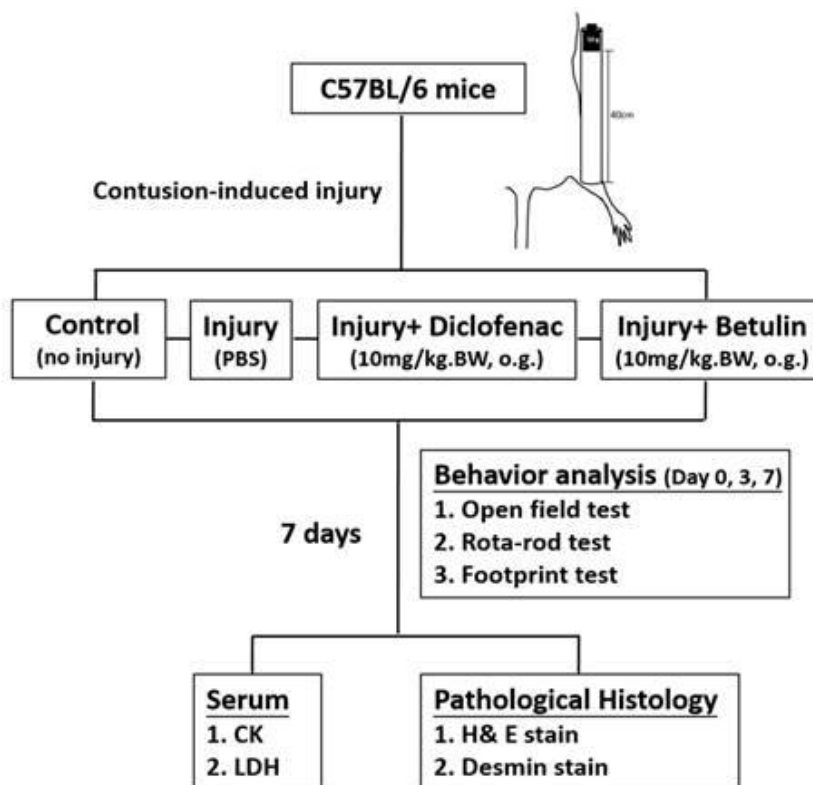 C57BL/6 mice
40cm
Contusion-induced injury
Control
(no injury)
Injury
(PBS)
Injury+ Diclofenac
(10mg/kg.BW, o.g.)
Injury+ Betulin
(10mg/kg.BW, o.g.)
Behavior analysis (Day 0, 3, 7)
1. Open field test
2. Rota-rod test
3. Footprint test
7 days
Serum
1. CK
2. LDH
Pathological Histology
1. H& E stain
2. Desmin stain